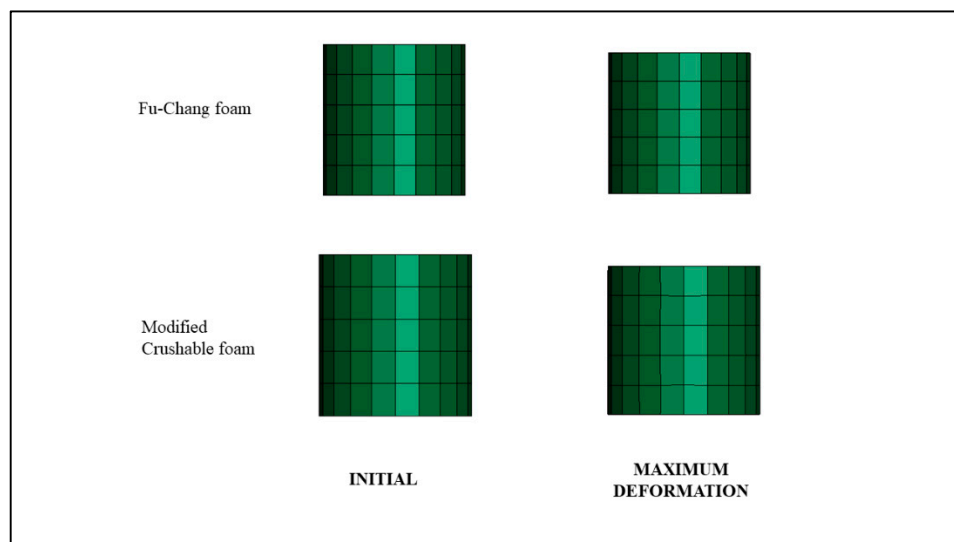 Fu-Chang foam
Modified
Crushable foam
INITIAL
MAXIMUM
DEFORMATION